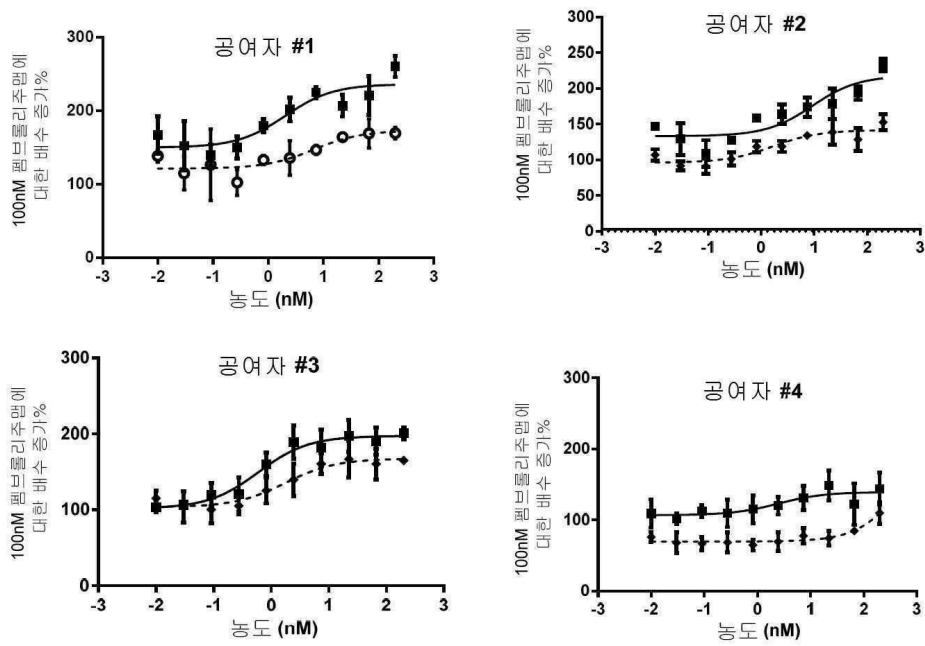 공여자 #1
100nM 펨브롤리주맙에
대한 배수 증가%
300
200
100
0
-3 -2 -1 0 1 2 3
농도 (nM)
공여자 #2
100nM 펨브롤리주맙에
대한 배수 증가%
300
250
200
150
100
50
0
-3 -2 -1 0 1 2 3
농도 (nM)
공여자 #3
100nM 펨브롤리주맙에
대한 배수 증가%
300
200
100
0
-3 -2 -1 0 1 2 3
농도 (nM)
공여자 #4
100nM 펨브롤리주맙에
대한 배수 증가%
300
200
100
0
-3 -2 -1 0 1 2 3
농도 (nM)